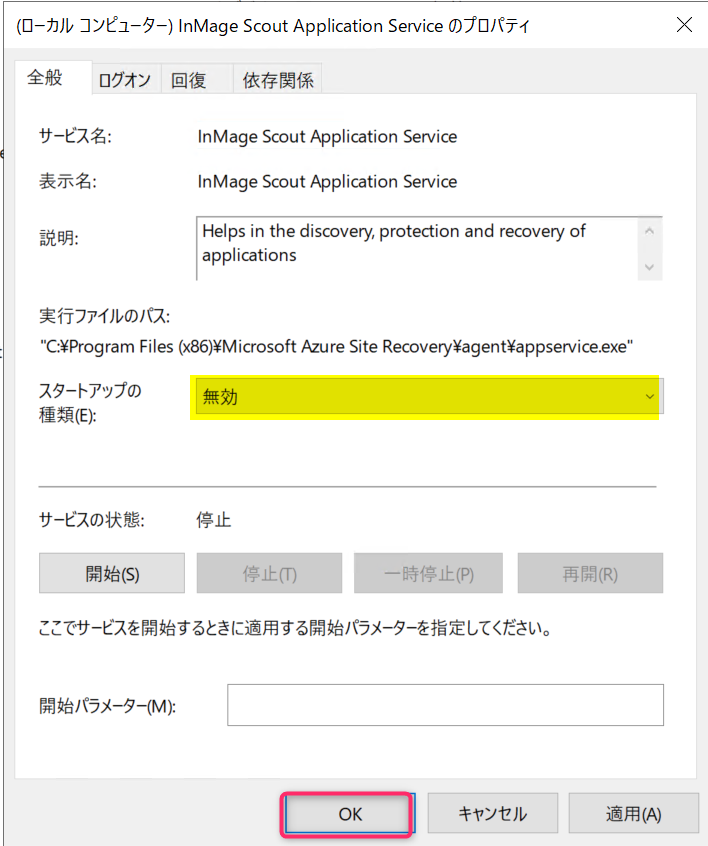 (ローカル コンピューター) InMage Scout Application Service のプロパティ
全般 ログオン 回復 依存関係
サービス名: InMage Scout Application Service
表示名: InMage Scout Application Service
説明: Helps in the discovery, protection and recovery of
applications
実行ファイルのパス:
"C:¥Program Files (x86)¥Microsoft Azure Site Recovery¥agent¥appservice.exe"
スタートアップの
種類(E): 無効
サービスの状態: 停止
開始(S) 停止(T) 一時停止(P) 再開(R)
ここでサービスを開始するときに適用する開始パラメーターを指定してください。
開始パラメーター(M):
OK キャンセル 適用(A)